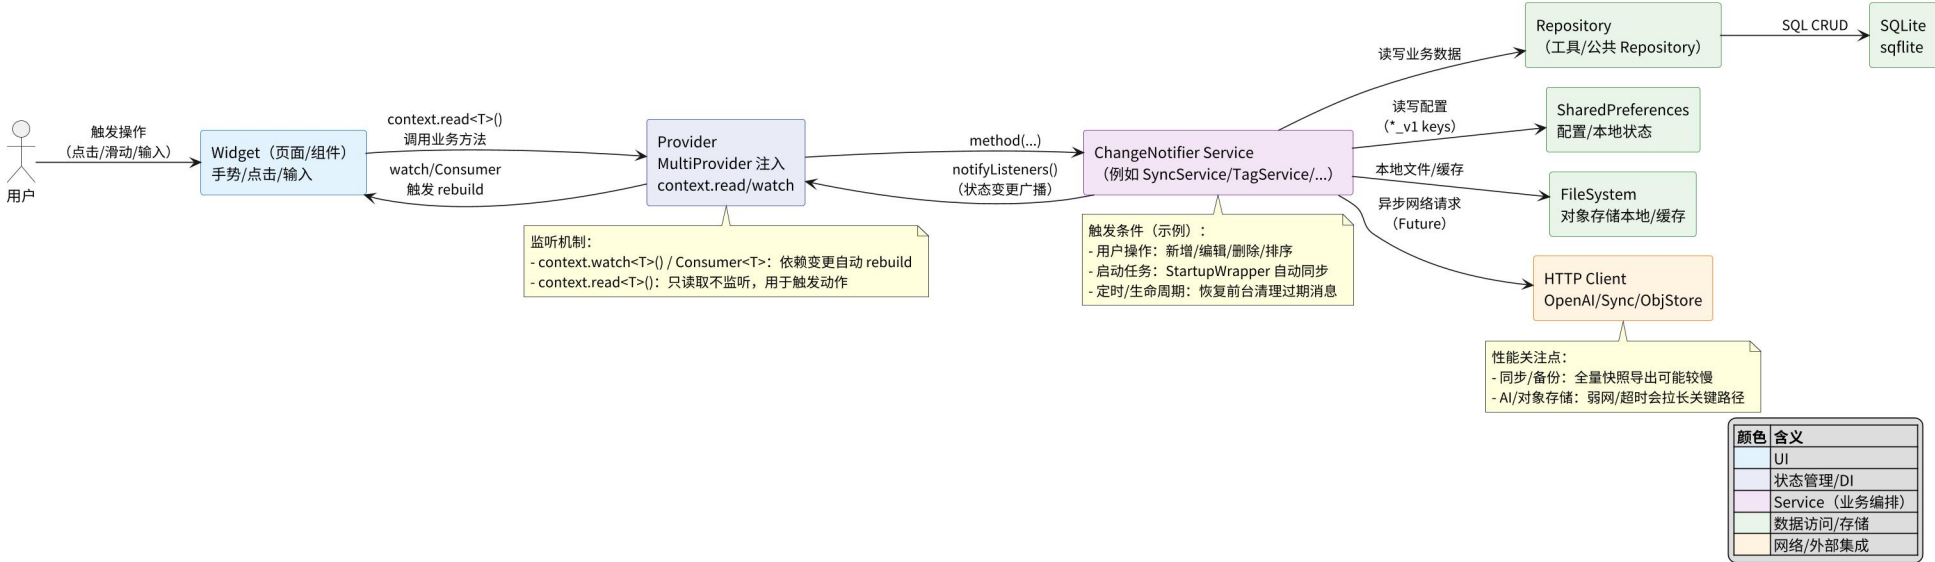 用户
触发操作
（点击/滑动/输入）
Widget（页面/组件）
手势/点击/输入
context.read<T>()
调用业务方法
watch/Consumer
触发 rebuild
Provider
MultiProvider 注入
context.read/watch
监听机制：
- context.watch<T>() / Consumer<T>：依赖变更自动 rebuild
- context.read<T>()：只读取不监听，用于触发动作
method(...)
notifyListeners()
（状态变更广播）
ChangeNotifier Service
（例如 SyncService/TagService/...）
触发条件（示例）：
- 用户操作：新增/编辑/删除/排序
- 启动任务：StartupWrapper 自动同步
- 定时/生命周期：恢复前台清理过期消息
读写业务数据
读写配置
（*_v1 keys）
本地文件/缓存
异步网络请求
（Future）
Repository
（工具/公共 Repository）
SQL CRUD
SQLite
sqflite
SharedPreferences
配置/本地状态
FileSystem
对象存储本地/缓存
HTTP Client
OpenAI/Sync/ObjStore
性能关注点：
- 同步/备份：全量快照导出可能较慢
- AI/对象存储：弱网/超时会拉长关键路径
颜色 含义
UI
状态管理/DI
Service（业务编排）
数据访问/存储
网络/外部集成